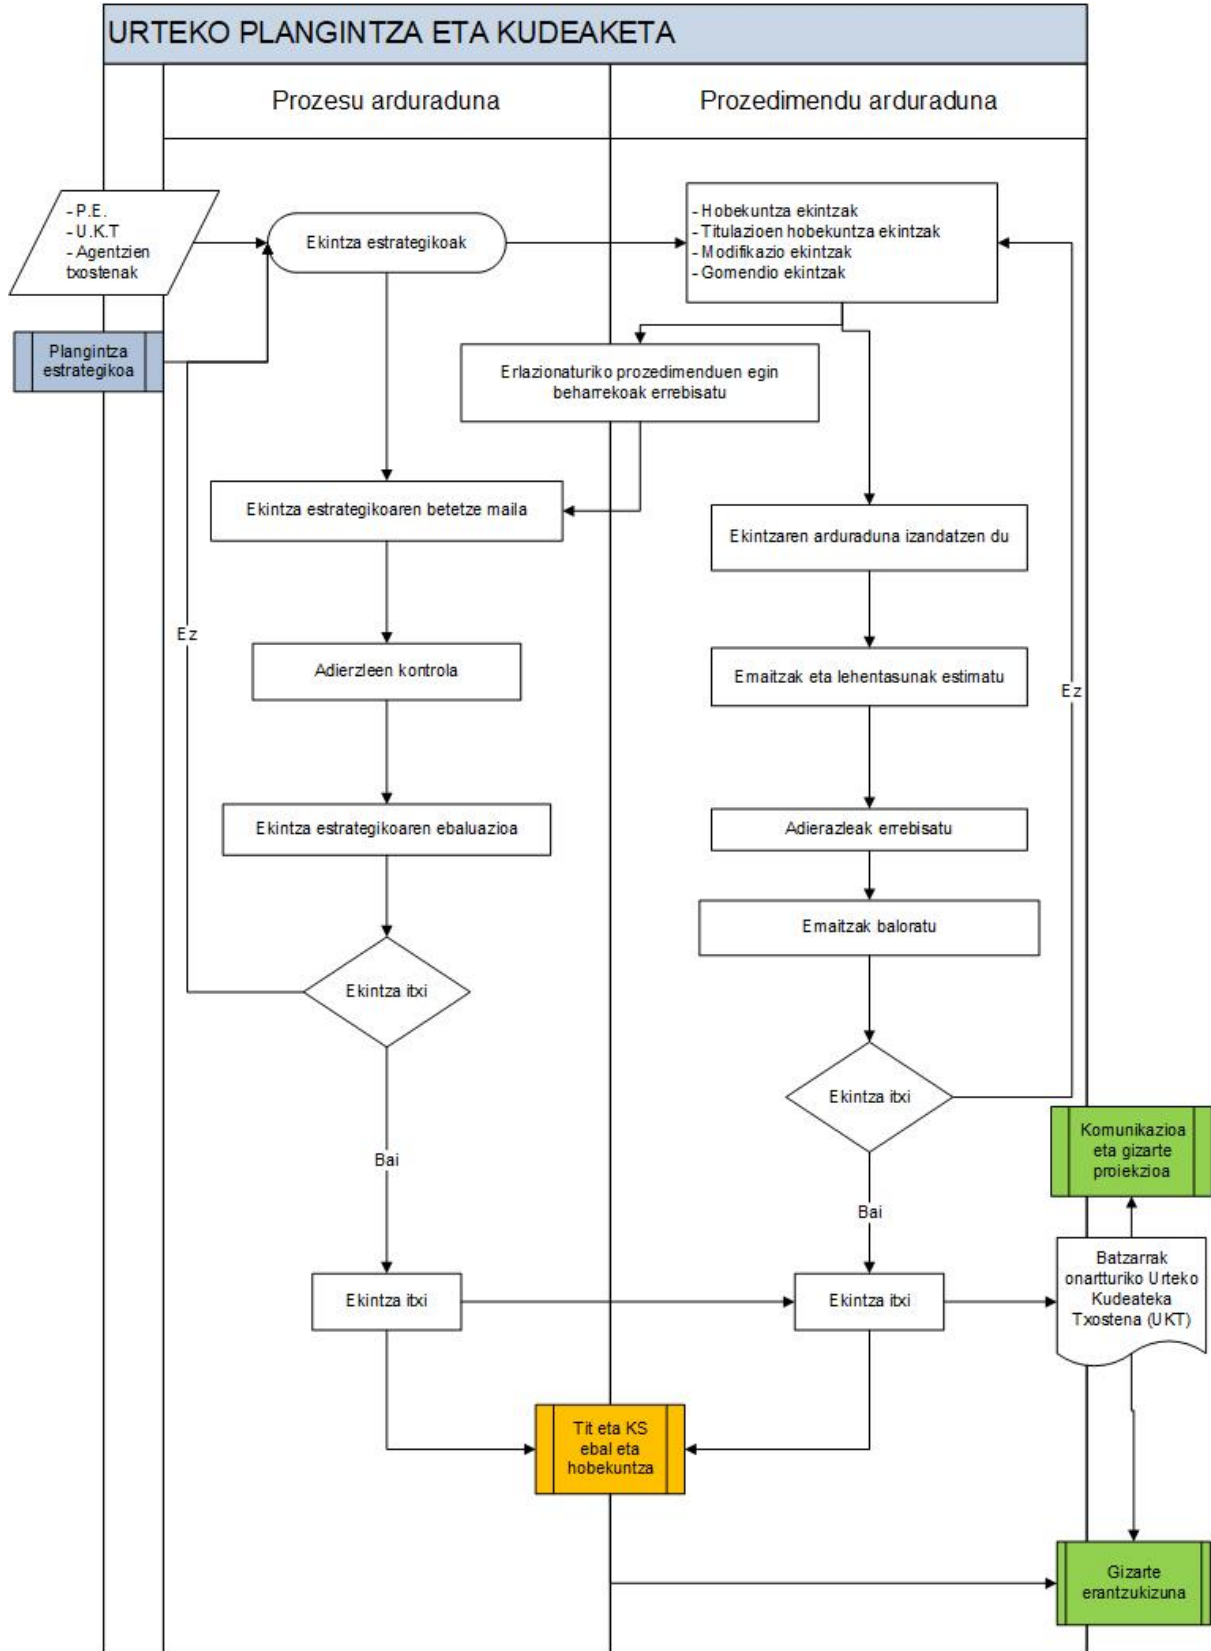 URTEKO PLANGINTZA ETA KUDEAKETA
Prozesu arduraduna
Prozedimendu arduraduna
- P.E.
- U.K.T
- Agentzien
txostenak
Ekintza estrategikoak
- Hobekuntza ekintzak
- Titulazioen hobekuntza ekintzak
- Modifikazio ekintzak
- Gomendio ekintzak
Plangintza
estrategikoa
Erlazionaturiko prozedimenduen egin
beharrekoak errebisatu
Ekintza estrategikoaren betetze maila
Ekintzaren arduraduna izandatzen du
Ez
Adierzleen kontrola
Emaitzak eta lehentasunak estimatu
Ez
Ekintza estrategikoaren ebaluazioa
Adierazleak errebisatu
Emaitzak baloratu
Ekintza itxi
Ekintza itxi
Komunikazioa
eta gizarte
proiekzioa
Bai
Bai
Ekintza itxi
Ekintza itxi
Batzarrak
onartturiko Urteko
Kudeateka
Txostena (UKT)
Tit eta KS
ebal eta
hobekuntza
Gizarte
erantzukizuna